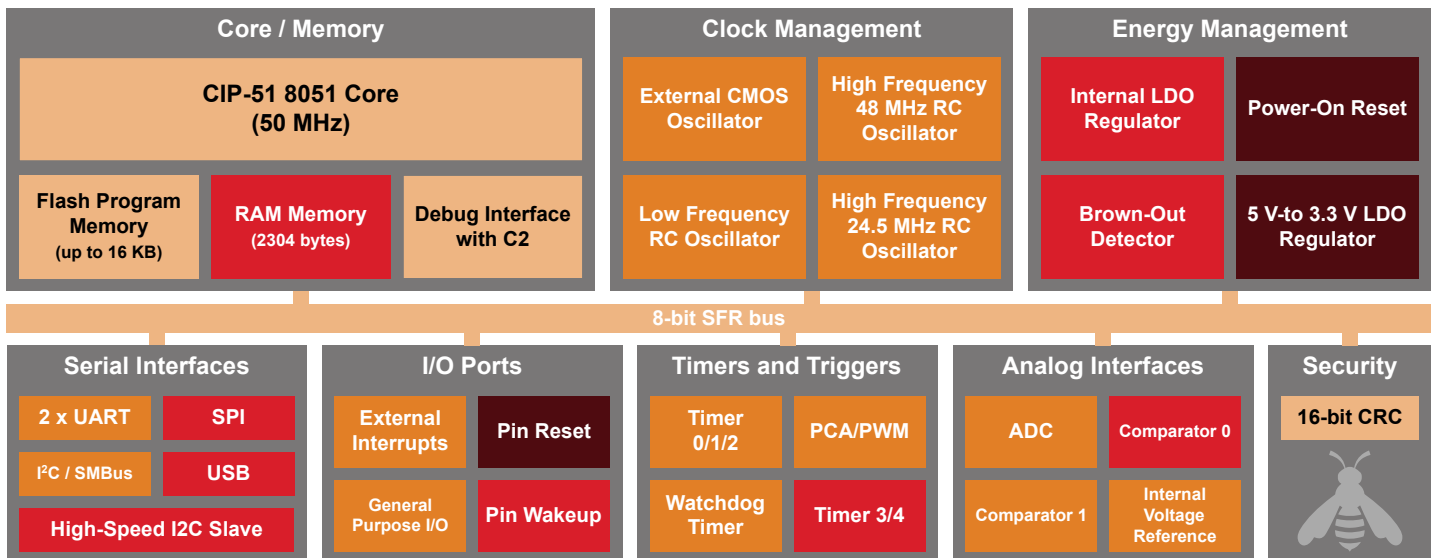 Core / Memory
CIP-51 8051 Core
(50 MHz)
Flash Program
Memory
(up to 16 KB)
RAM Memory
(2304 bytes)
Debug Interface
with C2
Clock Management
External CMOS
Oscillator
High Frequency
48 MHz RC
Oscillator
Low Frequency
RC Oscillator
High Frequency
24.5 MHz RC
Oscillator
Energy Management
Internal LDO
Regulator
Power-On Reset
Brown-Out
Detector
5 V-to 3.3 V LDO
Regulator
8-bit SFR bus
Serial Interfaces
2 x UART
SPI
I²C / SMBus
USB
High-Speed I2C Slave
I/O Ports
External
Interrupts
Pin Reset
General
Purpose I/O
Pin Wakeup
Timers and Triggers
Timer
0/1/2
PCA/PWM
Watchdog
Timer
Timer 3/4
Analog Interfaces
ADC
Comparator 0
Comparator 1
Internal
Voltage
Reference
Security
16-bit CRC